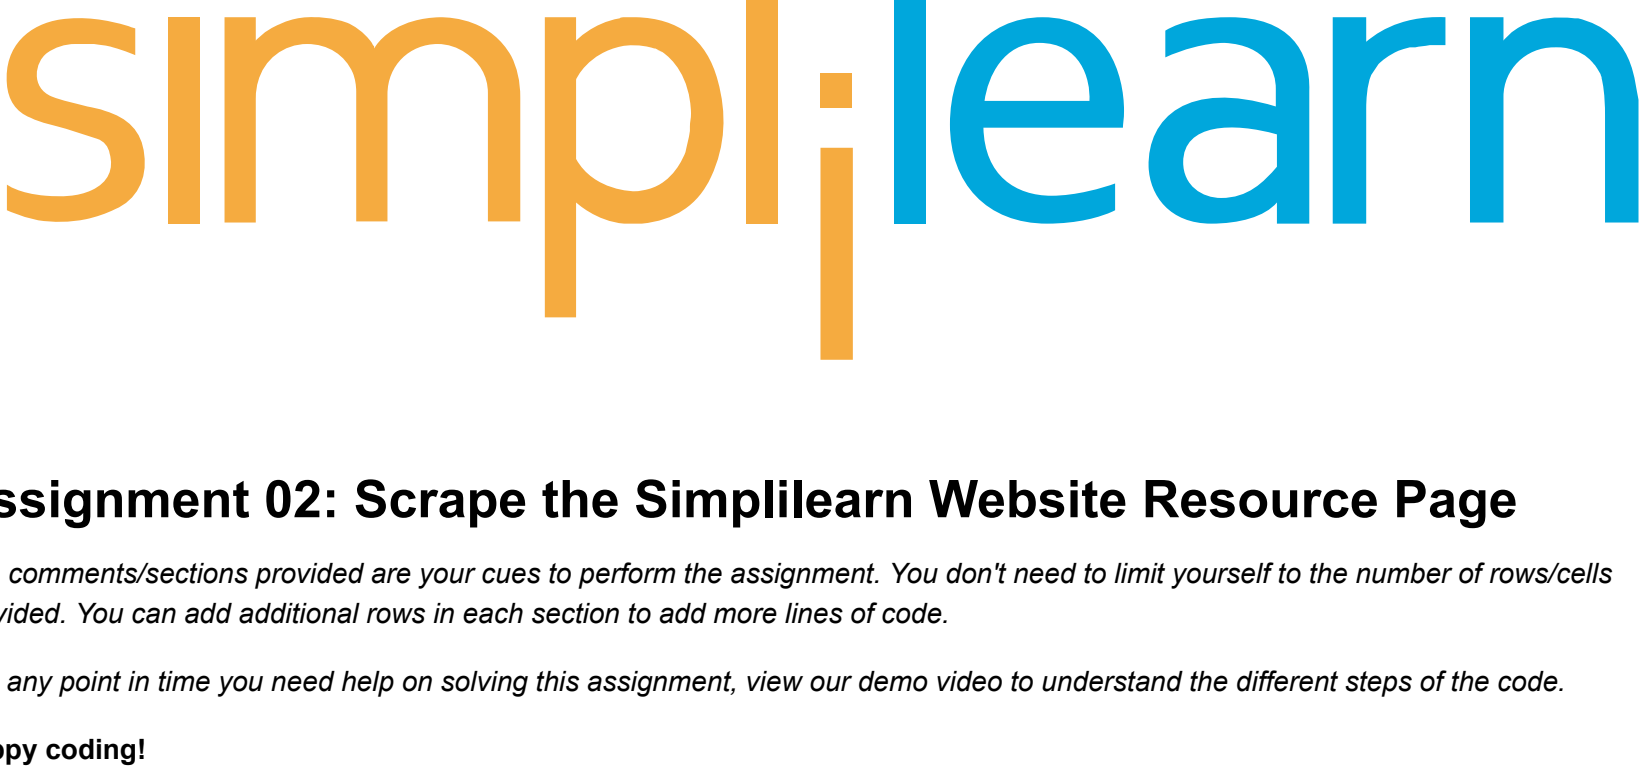 simplilearn
ssignment 02: Scrape the Simplilearn Website Resource Page
comments/sections provided are your cues to perform the assignment. You don't need to limit yourself to the number of rows/cells
vided. You can add additional rows in each section to add more lines of code.
any point in time you need help on solving this assignment, view our demo video to understand the different steps of the code.
ppy coding!